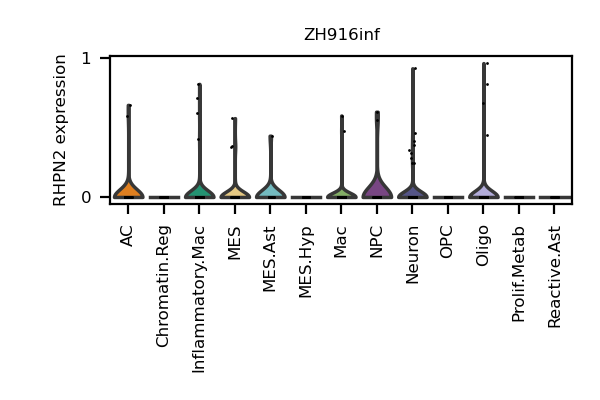 ZH916inf
RHPN2 expression
1
0
AC
Chromatin.Reg
Inflammatory.Mac
MES
MES.Ast
MES.Hyp
Mac
NPC
Neuron
OPC
Oligo
Prolif.Metab
Reactive.Ast